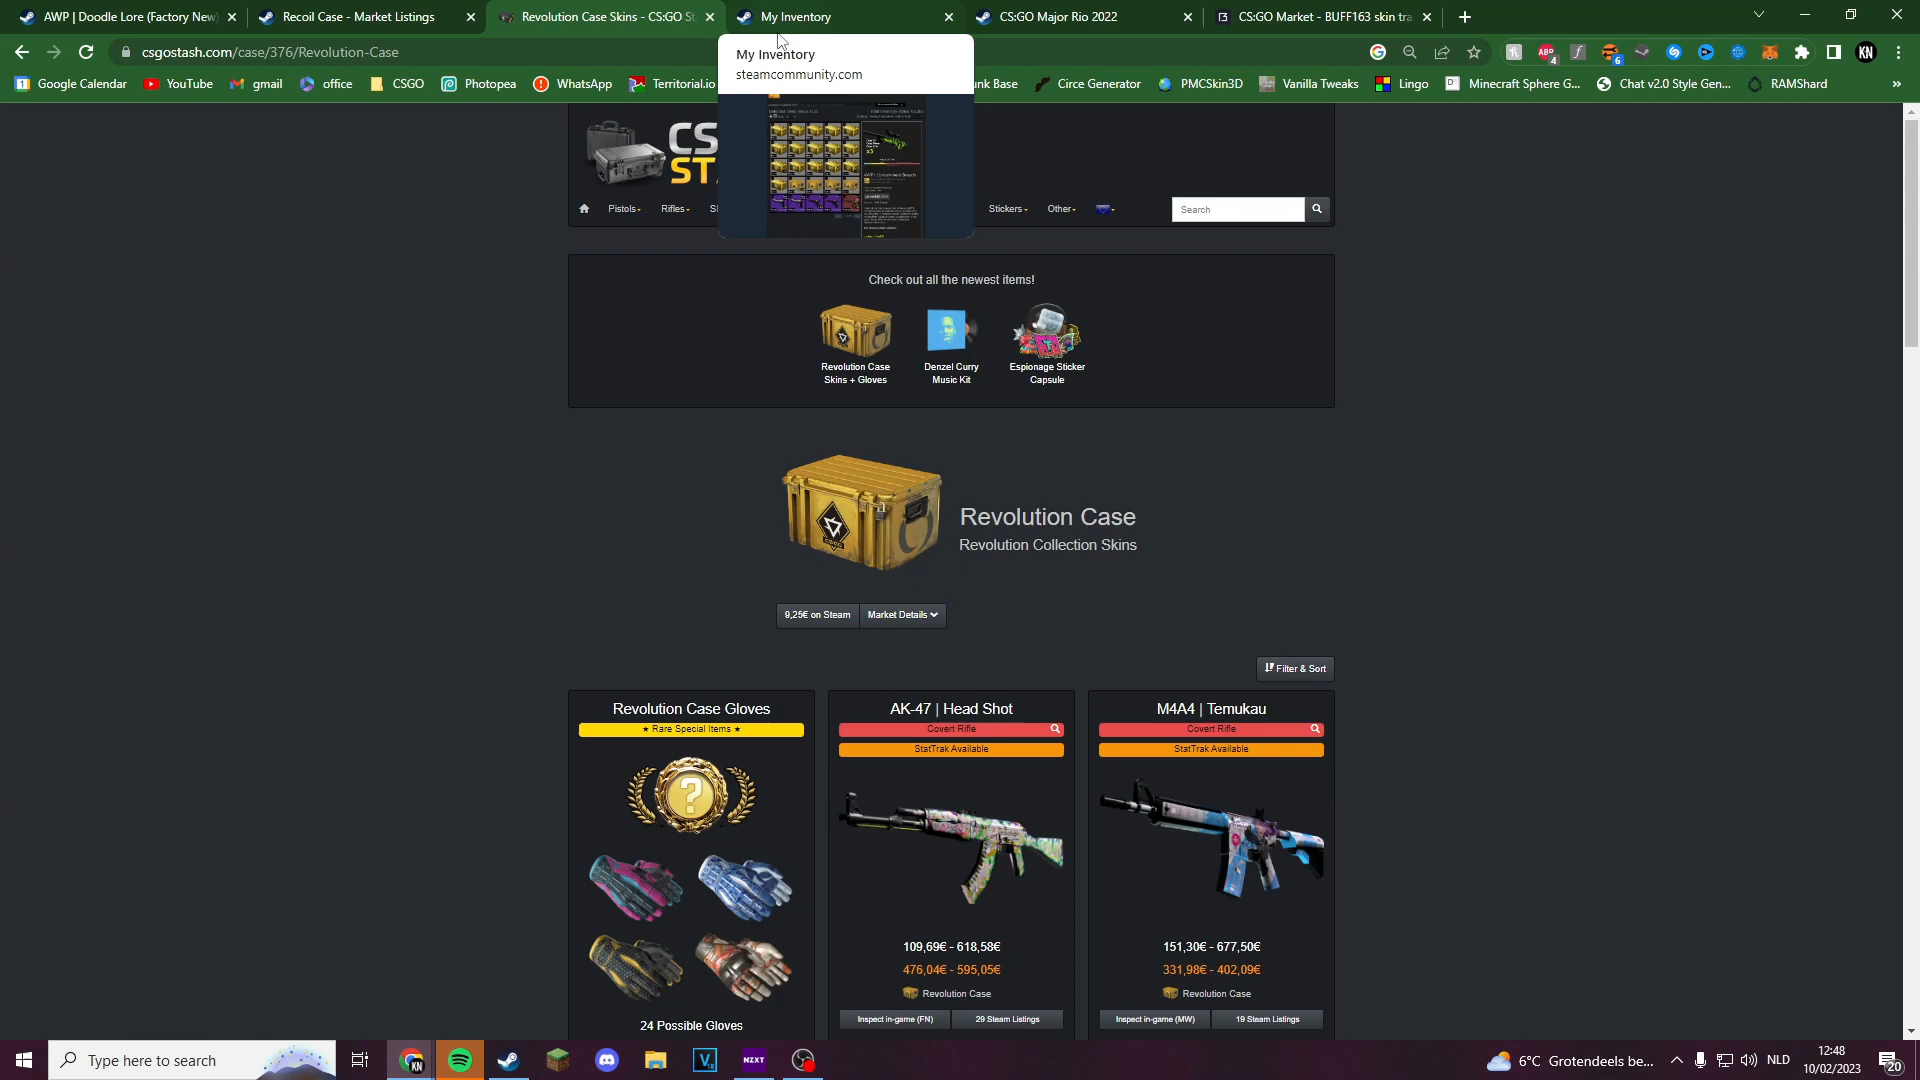 AWP | Doodle Lore (Factory New)
Recoil Case - Market Listings
Revolution Case Skins - CS:GO St
My Inventory
CS:GO Major Rio 2022
CS:GO Market - BUFF163 skin tra
csgostash.com/case/376/Revolution-Case
4
6
KN
My Inventory
steamcommunity.com
Google Calendar
YouTube
gmail
office
CSGO
Photopea
WhatsApp
Territorial.io
unk Base
Circe Generator
PMCSkin3D
Vanilla Tweaks
Lingo
Minecraft Sphere G...
Chat v2.0 Style Gen...
RAMShard
»
CS
ST
Pistols
Rifles
S
Stickers
Other
Search
Check out all the newest items!
Revolution Case
Skins + Gloves
Denzel Curry
Music Kit
Espionage Sticker
Capsule
Revolution Case
Revolution Collection Skins
9,25€ on Steam
Market Details
Filter & Sort
Revolution Case Gloves
★ Rare Special Items ★
24 Possible Gloves
AK-47 | Head Shot
Covert Rifle
StatTrak Available
109,69€ - 618,58€
476,04€ - 595,05€
Revolution Case
Inspect in-game (FN)
29 Steam Listings
M4A4 | Temukau
Covert Rifle
StatTrak Available
151,30€ - 677,50€
331,98€ - 402,09€
Revolution Case
Inspect in-game (MW)
19 Steam Listings
Type here to search
NZXT
6°C Grotendeels be...
NLD
12:48
10/02/2023
20